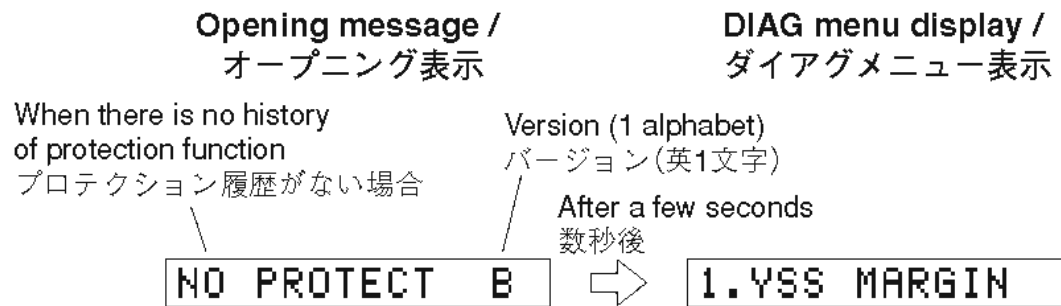 Opening message /
オープニング表示
DIAG menu display /
ダイアグメニュー表示
When there is no history
of protection function
プロテクション履歴がない場合
Version (1 alphabet)
バージョン(英1文字)
After a few seconds
数秒後
NO PROTECT B
1.YSS MARGIN